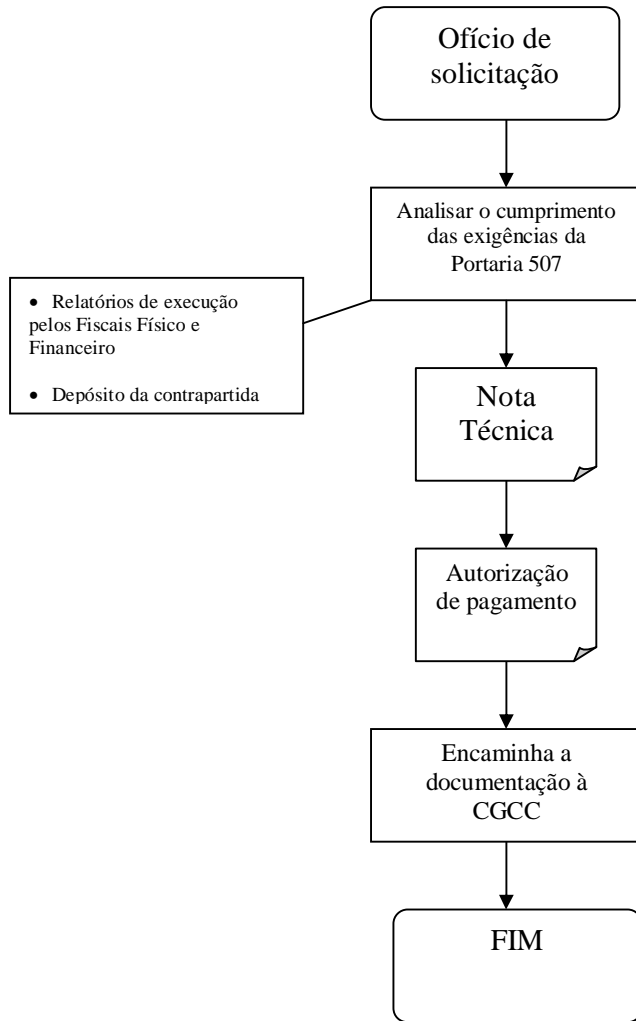 Ofício de
solicitação
Analisar o cumprimento
das exigências da
Portaria 507
• Relatórios de execução
pelos Fiscais Físico e
Financeiro
• Depósito da contrapartida
Nota
Técnica
Autorização
de pagamento
Encaminha a
documentação à
CGCC
FIM